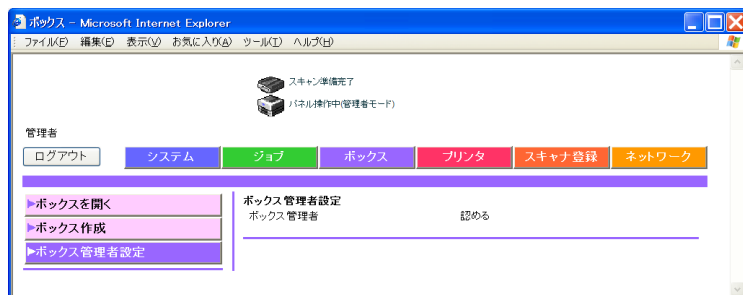 ボックス - Microsoft Internet Explorer
ファイル(F) 編集(E) 表示(V) お気に入り(A) ツール(T) ヘルプ(H)
スキャン準備完了
パネル操作中(管理者モード)
管理者
ログアウト システム ジョブ ボックス プリンタ スキャナ登録 ネットワーク
▶ボックスを開く
▶ボックス作成
▶ボックス管理者設定
ボックス管理者設定
ボックス管理者 認める